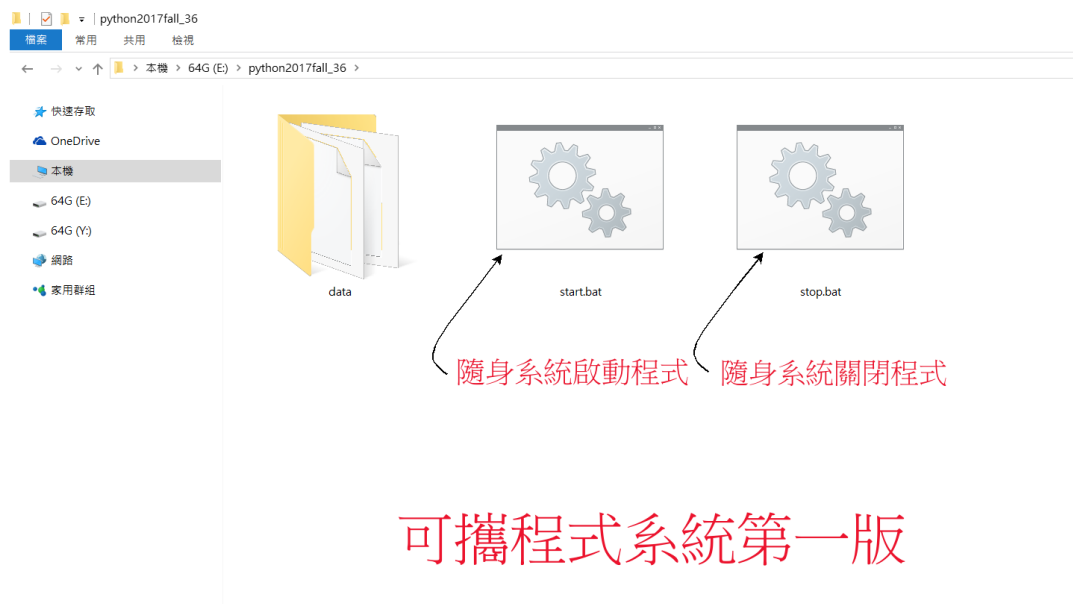 python2017fall_36
檔案 常用 共用 檢視
本機 > 64G (E:) > python2017fall_36 >
快速存取
OneDrive
本機
64G (E:)
64G (Y:)
網路
家用群組
data start.bat stop.bat
隨身系統啟動程式 隨身系統關閉程式
可攜程式系統第一版